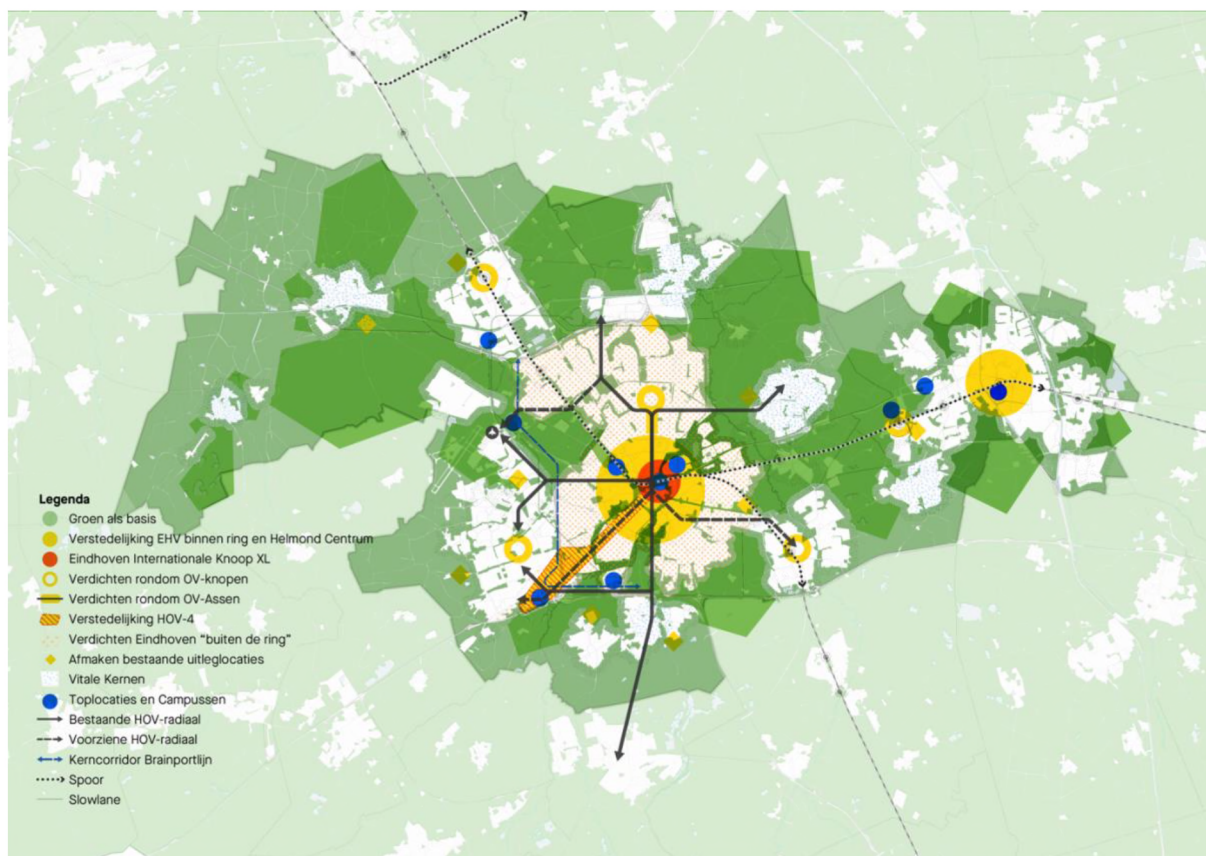 Legenda
Groen als basis
Verstedelijking EHV binnen ring en Helmond Centrum
Eindhoven Internationale Knoop XL
Verdichten rondom OV-knopen
Verdichten rondom OV-Assen
Verstedelijking HOV-4
Verdichten Eindhoven “buiten de ring”
Afmaken bestaande uitleglocaties
Vitale Kernen
Toplocaties en Campussen
Bestaande HOV-radiaal
Voorziene HOV-radiaal
Kerncorridor Brainportlijn
Spoor
Slowlane